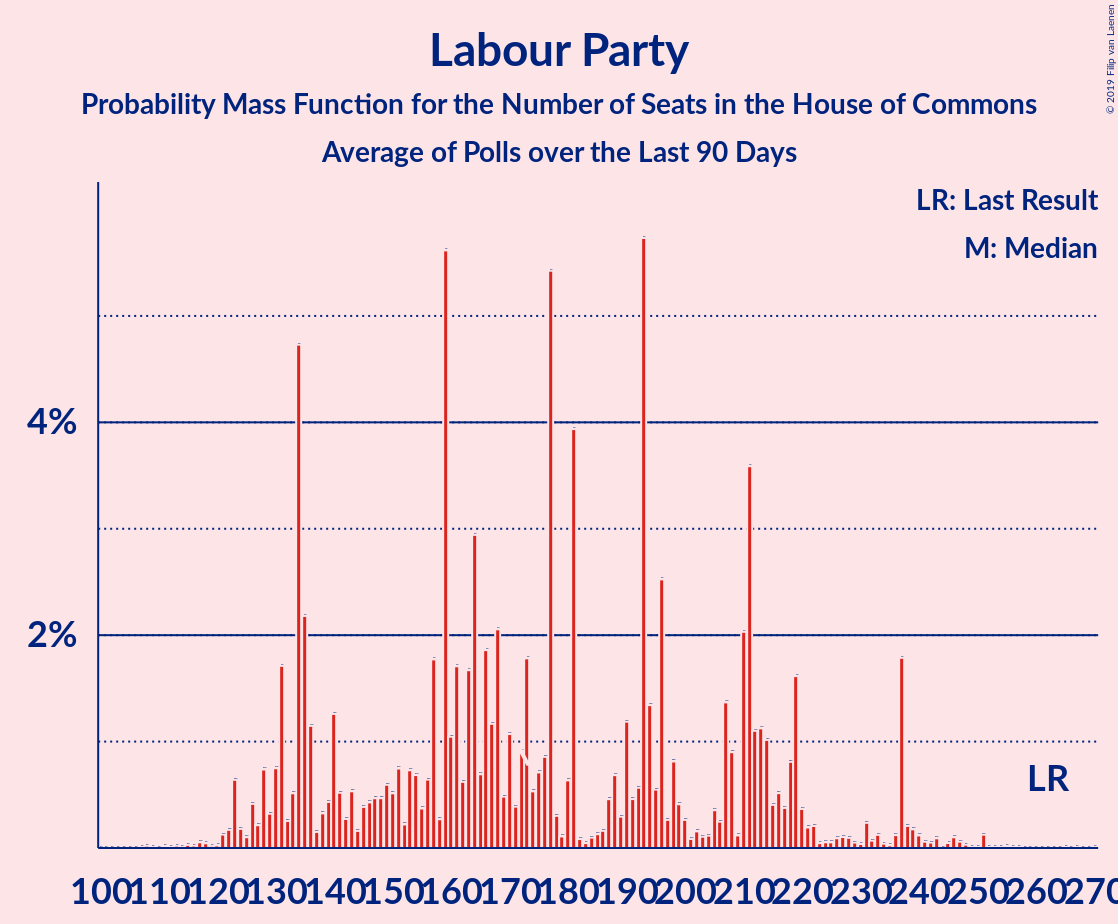 Labour Party
Probability Mass Function for the Number of Seats in the House of Commons
Average of Polls over the Last 90 Days
© 2019 Filip van Laenen
LR: Last Result
M: Median
4%
2%
LR
100 110 120 130 140 150 160 170 180 190 200 210 220 230 240 250 260 270